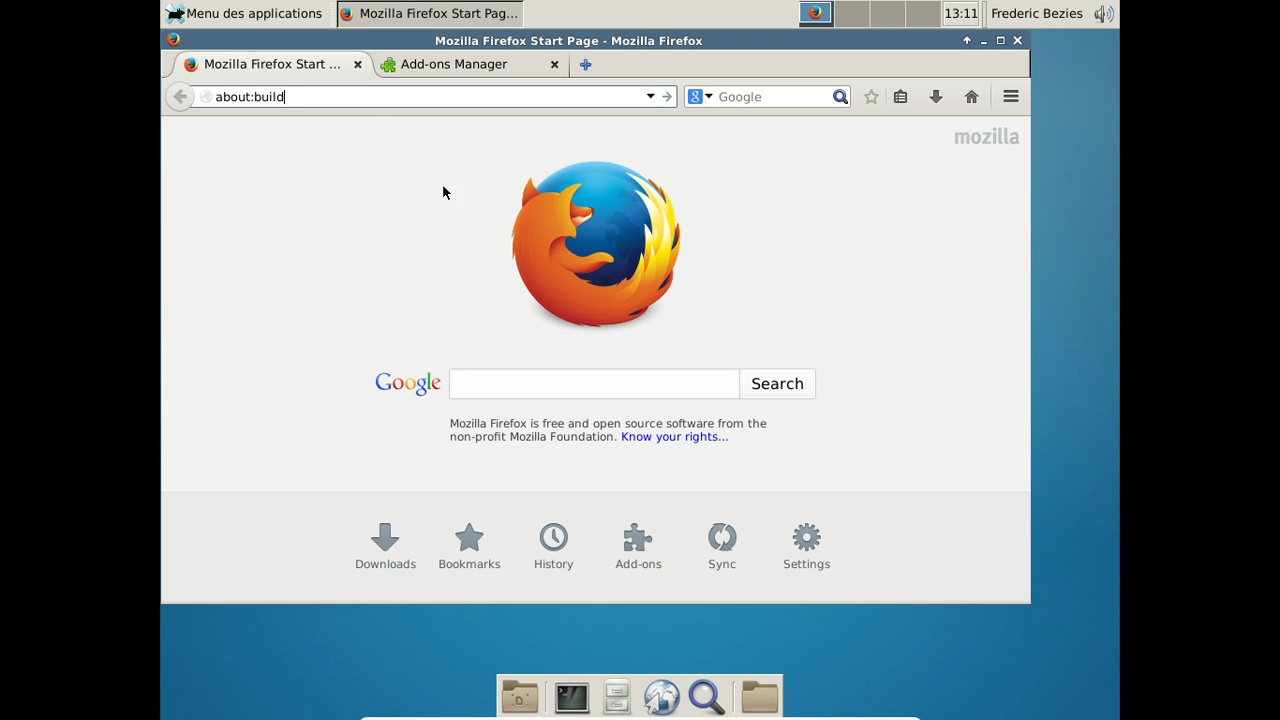 Menu des applications
Mozilla Firefox Start Pag...
13:11
Frederic Bezies
Mozilla Firefox Start Page - Mozilla Firefox
Mozilla Firefox Start ...
Add-ons Manager
about:build
8
Google
mozilla
Google
Search
Mozilla Firefox is free and open source software from the
non-profit Mozilla Foundation. Know your rights...
Downloads
Bookmarks
History
Add-ons
Sync
Settings